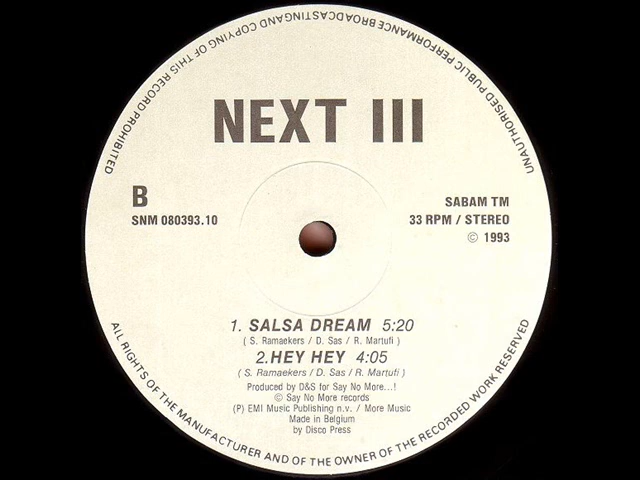 UNAUTHORISED PUBLIC PERFORMANCE BROADCASTING AND COPYING OF THIS RECORD PROHIBITED
NEXT III
B
SNM 080393.10
SABAM TM
33 RPM / STEREO
© 1993
1. SALSA DREAM 5:20
( S. Ramaekers / D. Sas / R. Martufi )
2. HEY HEY 4:05
( S. Ramaekers / D. Sas / R. Martufi )
Produced by D&S for Say No More...!
© Say No More records
(P) EMI Music Publishing n.v. / More Music
Made in Belgium
by Disco Press
ALL RIGHTS OF THE MANUFACTURER AND OF THE OWNER OF THE RECORDED WORK RESERVED